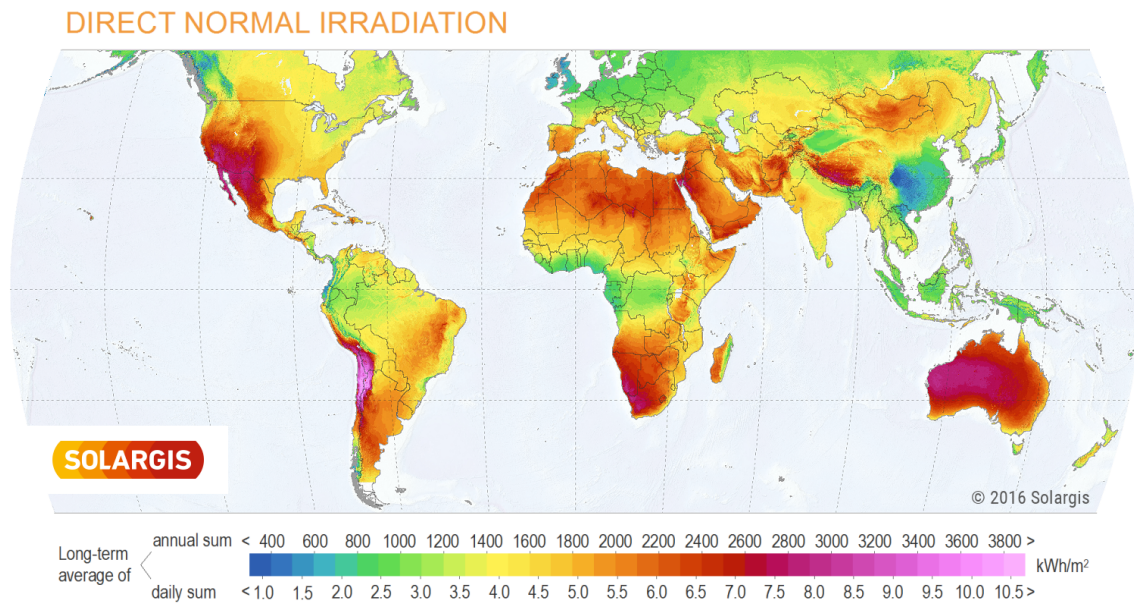 DIRECT NORMAL IRRADIATION
SOLARGIS
© 2016 Solargis
Long-term
average of
annual sum < 400 600 800 1000 1200 1400 1600 1800 2000 2200 2400 2600 2800 3000 3200 3400 3600 3800 >
kWh/m²
daily sum < 1.0 1.5 2.0 2.5 3.0 3.5 4.0 4.5 5.0 5.5 6.0 6.5 7.0 7.5 8.0 8.5 9.0 9.5 10.0 10.5 >